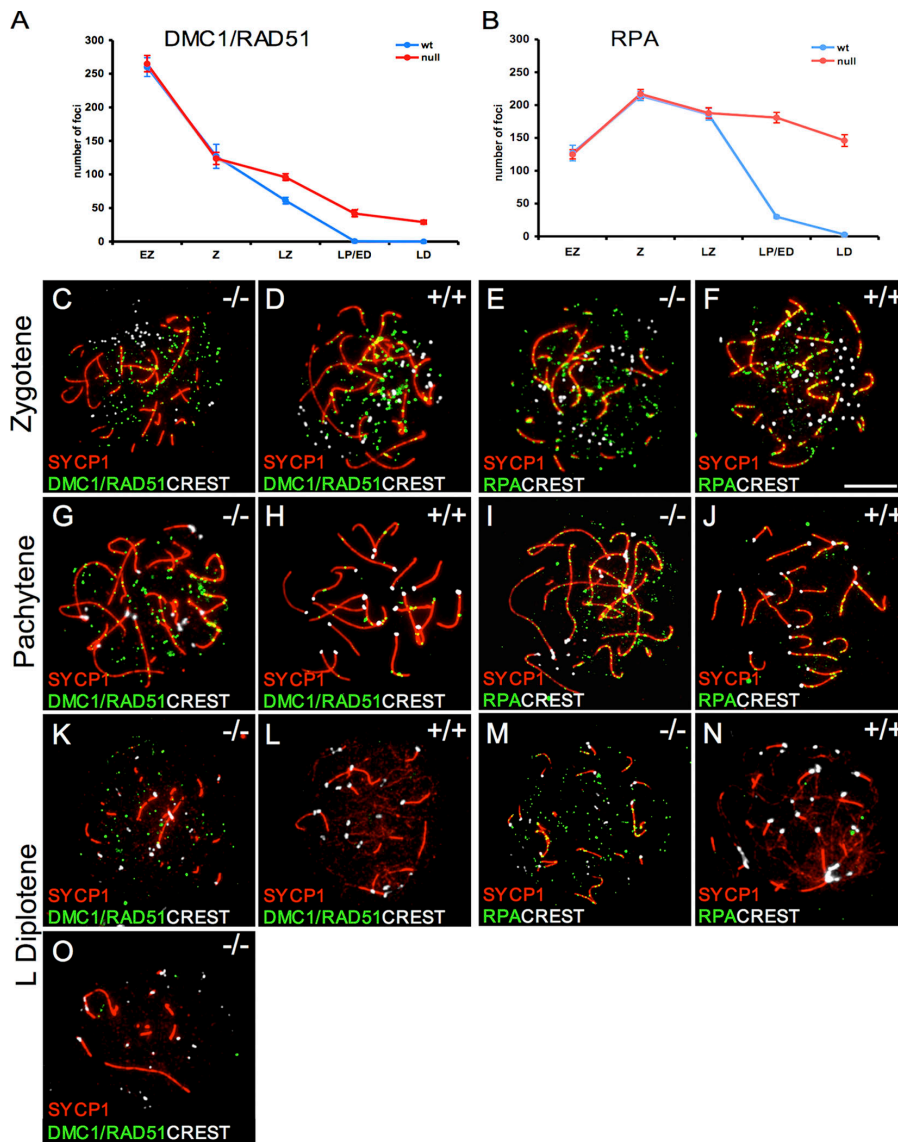 A
DMC1/RAD51
wt
null
300
250
200
150
100
50
0
number of foci
EZ
Z
LZ
LP/ED
LD
B
RPA
wt
null
300
250
200
150
100
50
0
number of foci
EZ
Z
LZ
LP/ED
LD
Zygotene
C
-/-
SYCP1
DMC1/RAD51CREST
D
+/+
SYCP1
DMC1/RAD51CREST
E
-/-
SYCP1
RPACREST
F
+/+
SYCP1
RPACREST
Pachytene
G
-/-
SYCP1
DMC1/RAD51CREST
H
+/+
SYCP1
DMC1/RAD51CREST
I
-/-
SYCP1
RPACREST
J
+/+
SYCP1
RPACREST
L Diplotene
K
-/-
SYCP1
DMC1/RAD51CREST
L
+/+
SYCP1
DMC1/RAD51CREST
M
-/-
SYCP1
RPACREST
N
+/+
SYCP1
RPACREST
O
-/-
SYCP1
DMC1/RAD51CREST